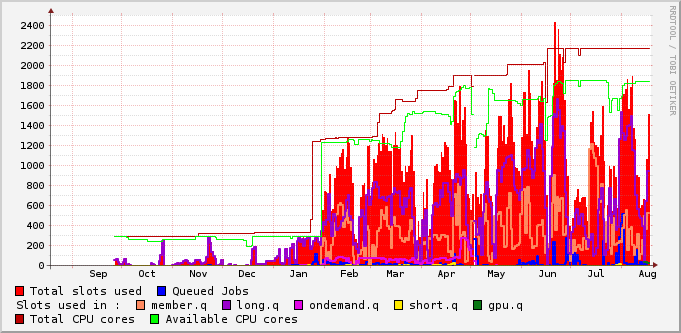 RRDTOOL / TOBI OETIKER
2400
2200
2000
1800
1600
1400
1200
1000
800
600
400
200
0
Sep Oct Nov Dec Jan Feb Mar Apr May Jun Jul Aug
Total slots used Queued Jobs
Slots used in : member.q long.q ondemand.q short.q gpu.q
Total CPU cores Available CPU cores